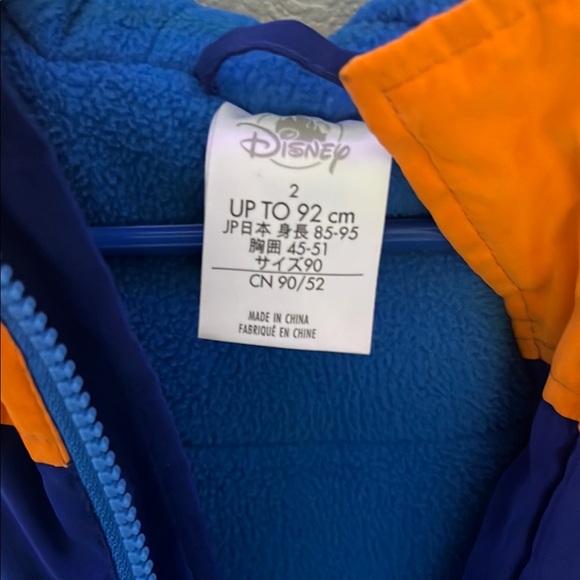 Disney
2
UP TO 92 cm
JP日本 身長 85-95
胸囲 45-51
サイズ90
CN 90/52
MADE IN CHINA
FABRIQUÉ EN CHINE